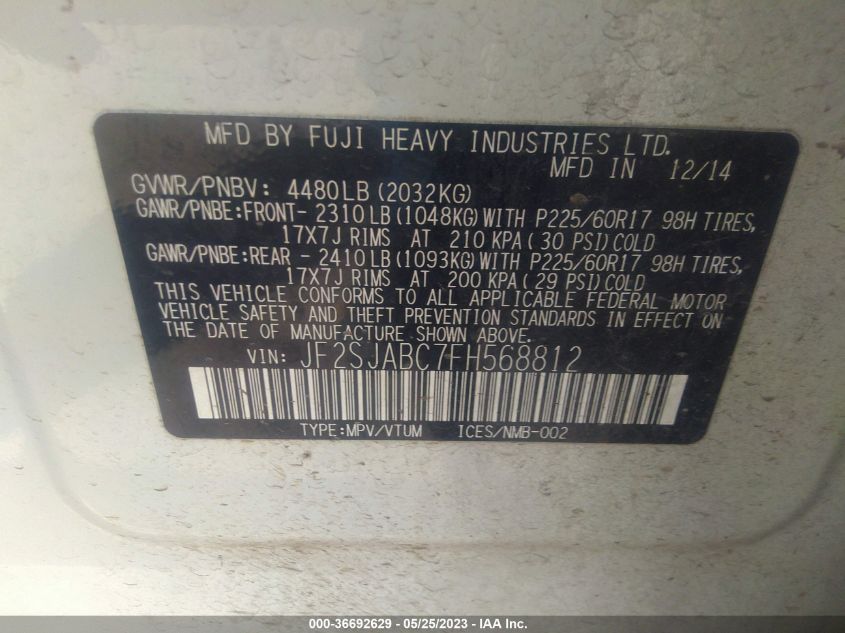 MFD BY FUJI HEAVY INDUSTRIES LTD.
MFD IN 12/14
GVWR/PNBV: 4480LB (2032KG)
GAWR/PNBE:FRONT- 2310LB(1048KG)WITH P225/60R17 98H TIRES,
17X7J RIMS AT 210 KPA( 30 PSI)COLD
GAWR/PNBE:REAR - 2410LB(1093KG)WITH P225/60R17 98H TIRES,
17X7J RIMS AT 200 KPA( 29 PSI)COLD
THIS VEHICLE CONFORMS TO ALL APPLICABLE FEDERAL MOTOR
VEHICLE SAFETY AND THEFT PREVENTION STANDARDS IN EFFECT ON
THE DATE OF MANUFACTURE SHOWN ABOVE.
VIN: JF2SJABC7FH568812
TYPE:MPV/VTUM ICES/NMB-002
000-36692629 - 05/25/2023 - IAA Inc.